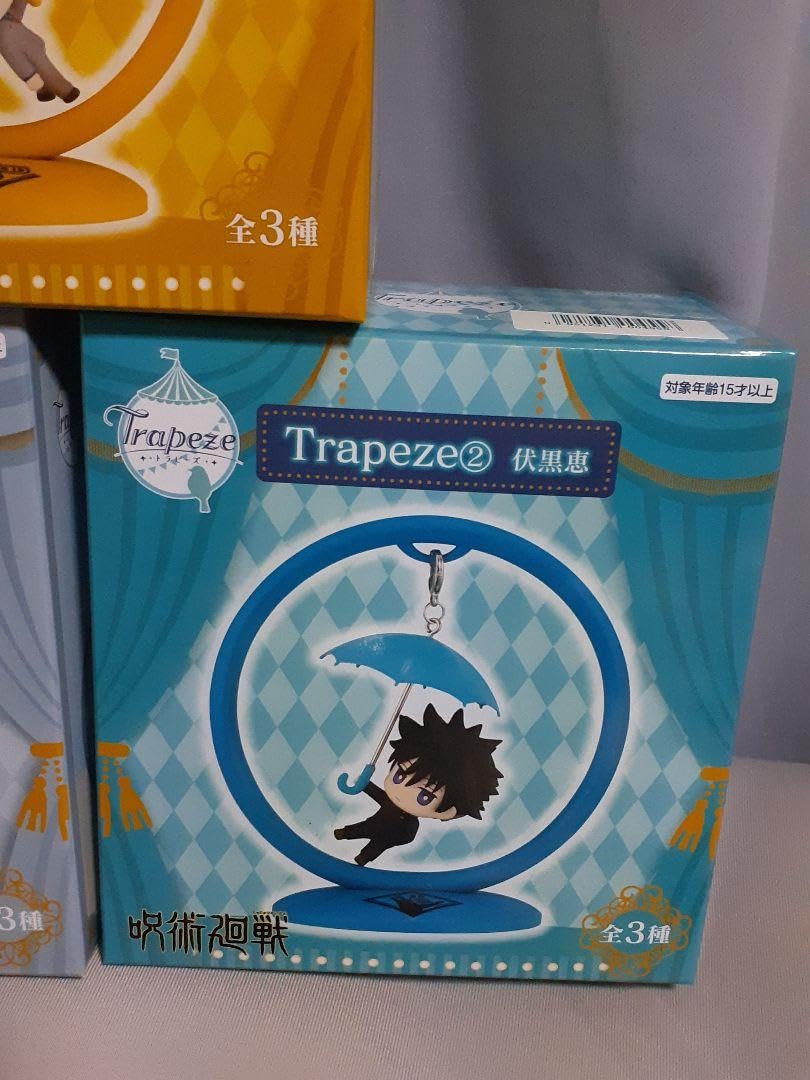 全3種
Trapeze
Trapeze
トラピーズ
Trapeze② 伏黒恵
対象年齢15才以上
呪術廻戦
全3種
3種